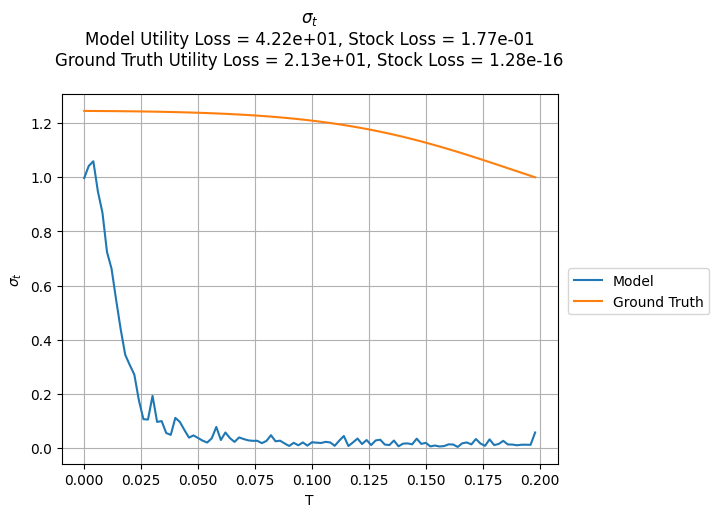 σₜ
Model Utility Loss = 4.22e+01, Stock Loss = 1.77e-01
Ground Truth Utility Loss = 2.13e+01, Stock Loss = 1.28e-16
1.2
1.0
0.8
0.6
0.4
0.2
0.0
σₜ
0.000 0.025 0.050 0.075 0.100 0.125 0.150 0.175 0.200
T
Model
Ground Truth